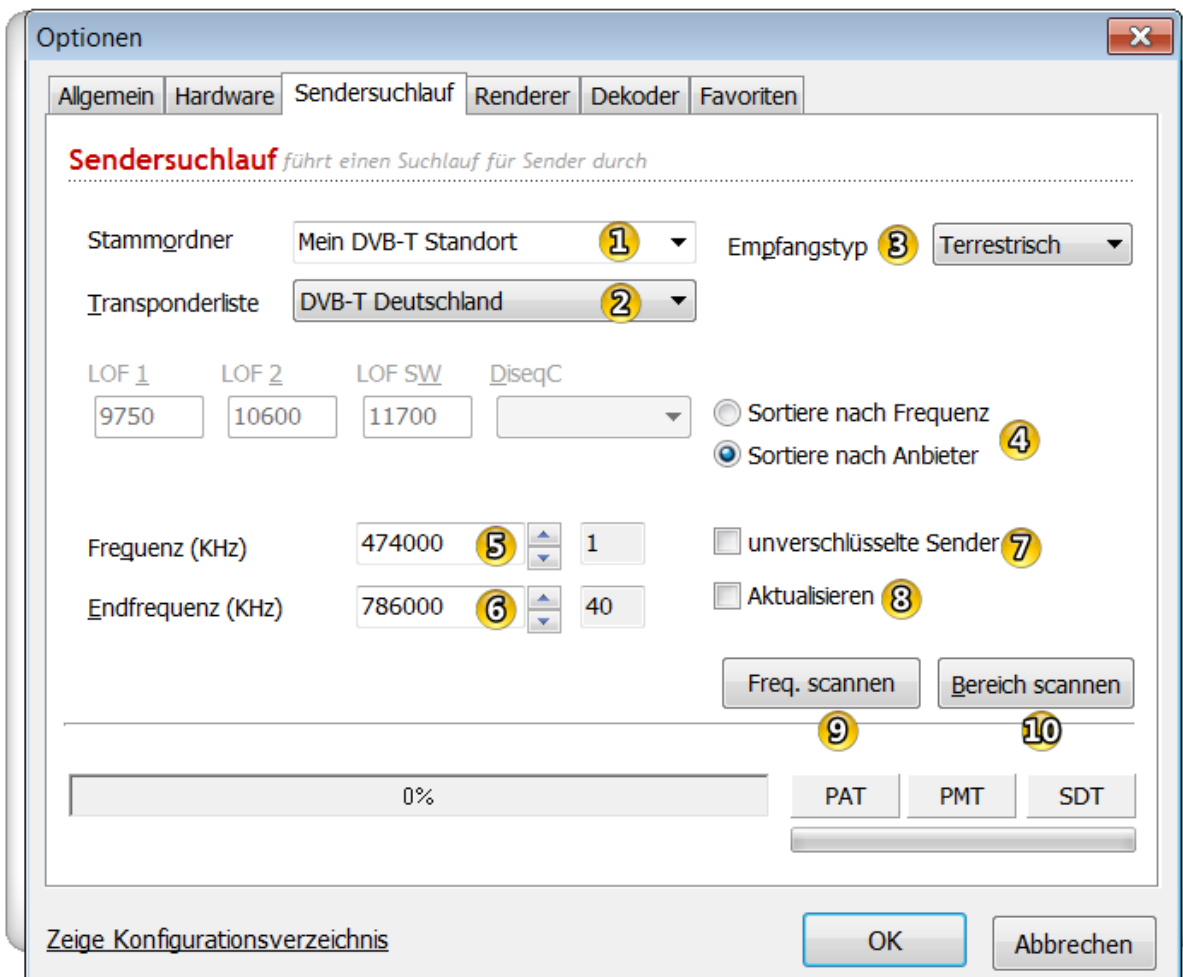 Optionen
Allgemein Hardware Sendersuchlauf Renderer Dekoder Favoriten
Sendersuchlauf führt einen Suchlauf für Sender durch
Stammordner Mein DVB-T Standort 1 Empfangstyp 3 Terrestrisch
Transponderliste DVB-T Deutschland 2
LOF 1 LOF 2 LOF SW DiseqC
9750 10600 11700
Sortiere nach Frequenz
4
Sortiere nach Anbieter
Frequenz (KHz) 474000 5 1 unverschlüsselte Sender 7
Endfrequenz (KHz) 786000 6 40 Aktualisieren 8
Freq. scannen Bereich scannen
9 10
0% PAT PMT SDT
Zeige Konfigurationsverzeichnis OK Abbrechen